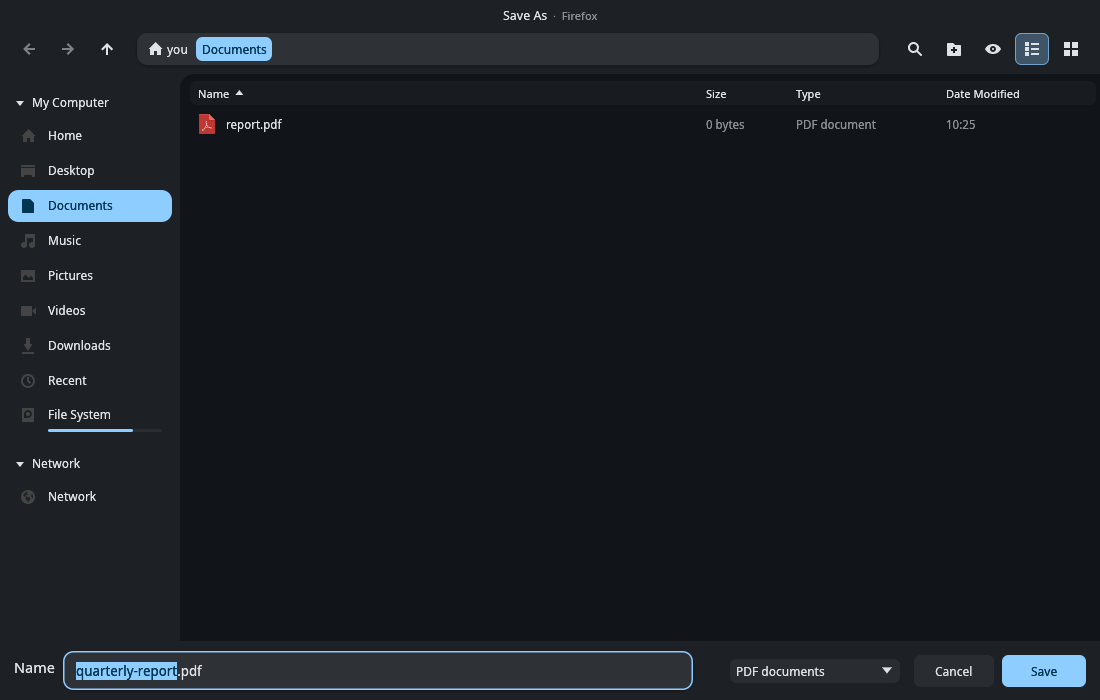 Save As · Firefox
you Documents
My Computer
Home
Desktop
Documents
Music
Pictures
Videos
Downloads
Recent
File System
Network
Network
Name Size Type Date Modified
report.pdf 0 bytes PDF document 10:25
Name quarterly-report.pdf PDF documents Cancel Save